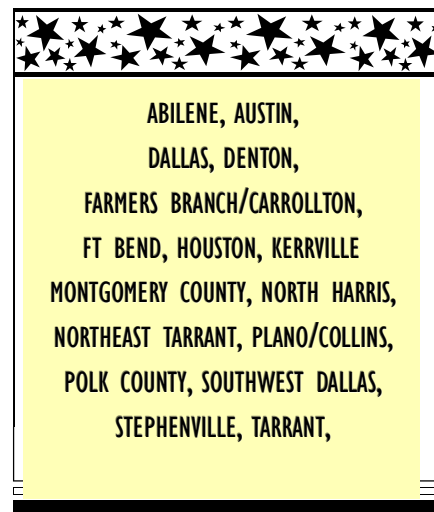 ABILENE, AUSTIN,
DALLAS, DENTON,
FARMERS BRANCH/CARROLLTON,
FT BEND, HOUSTON, KERRVILLE
MONTGOMERY COUNTY, NORTH HARRIS,
NORTHEAST TARRANT, PLANO/COLLINS,
POLK COUNTY, SOUTHWEST DALLAS,
STEPHENVILLE, TARRANT,